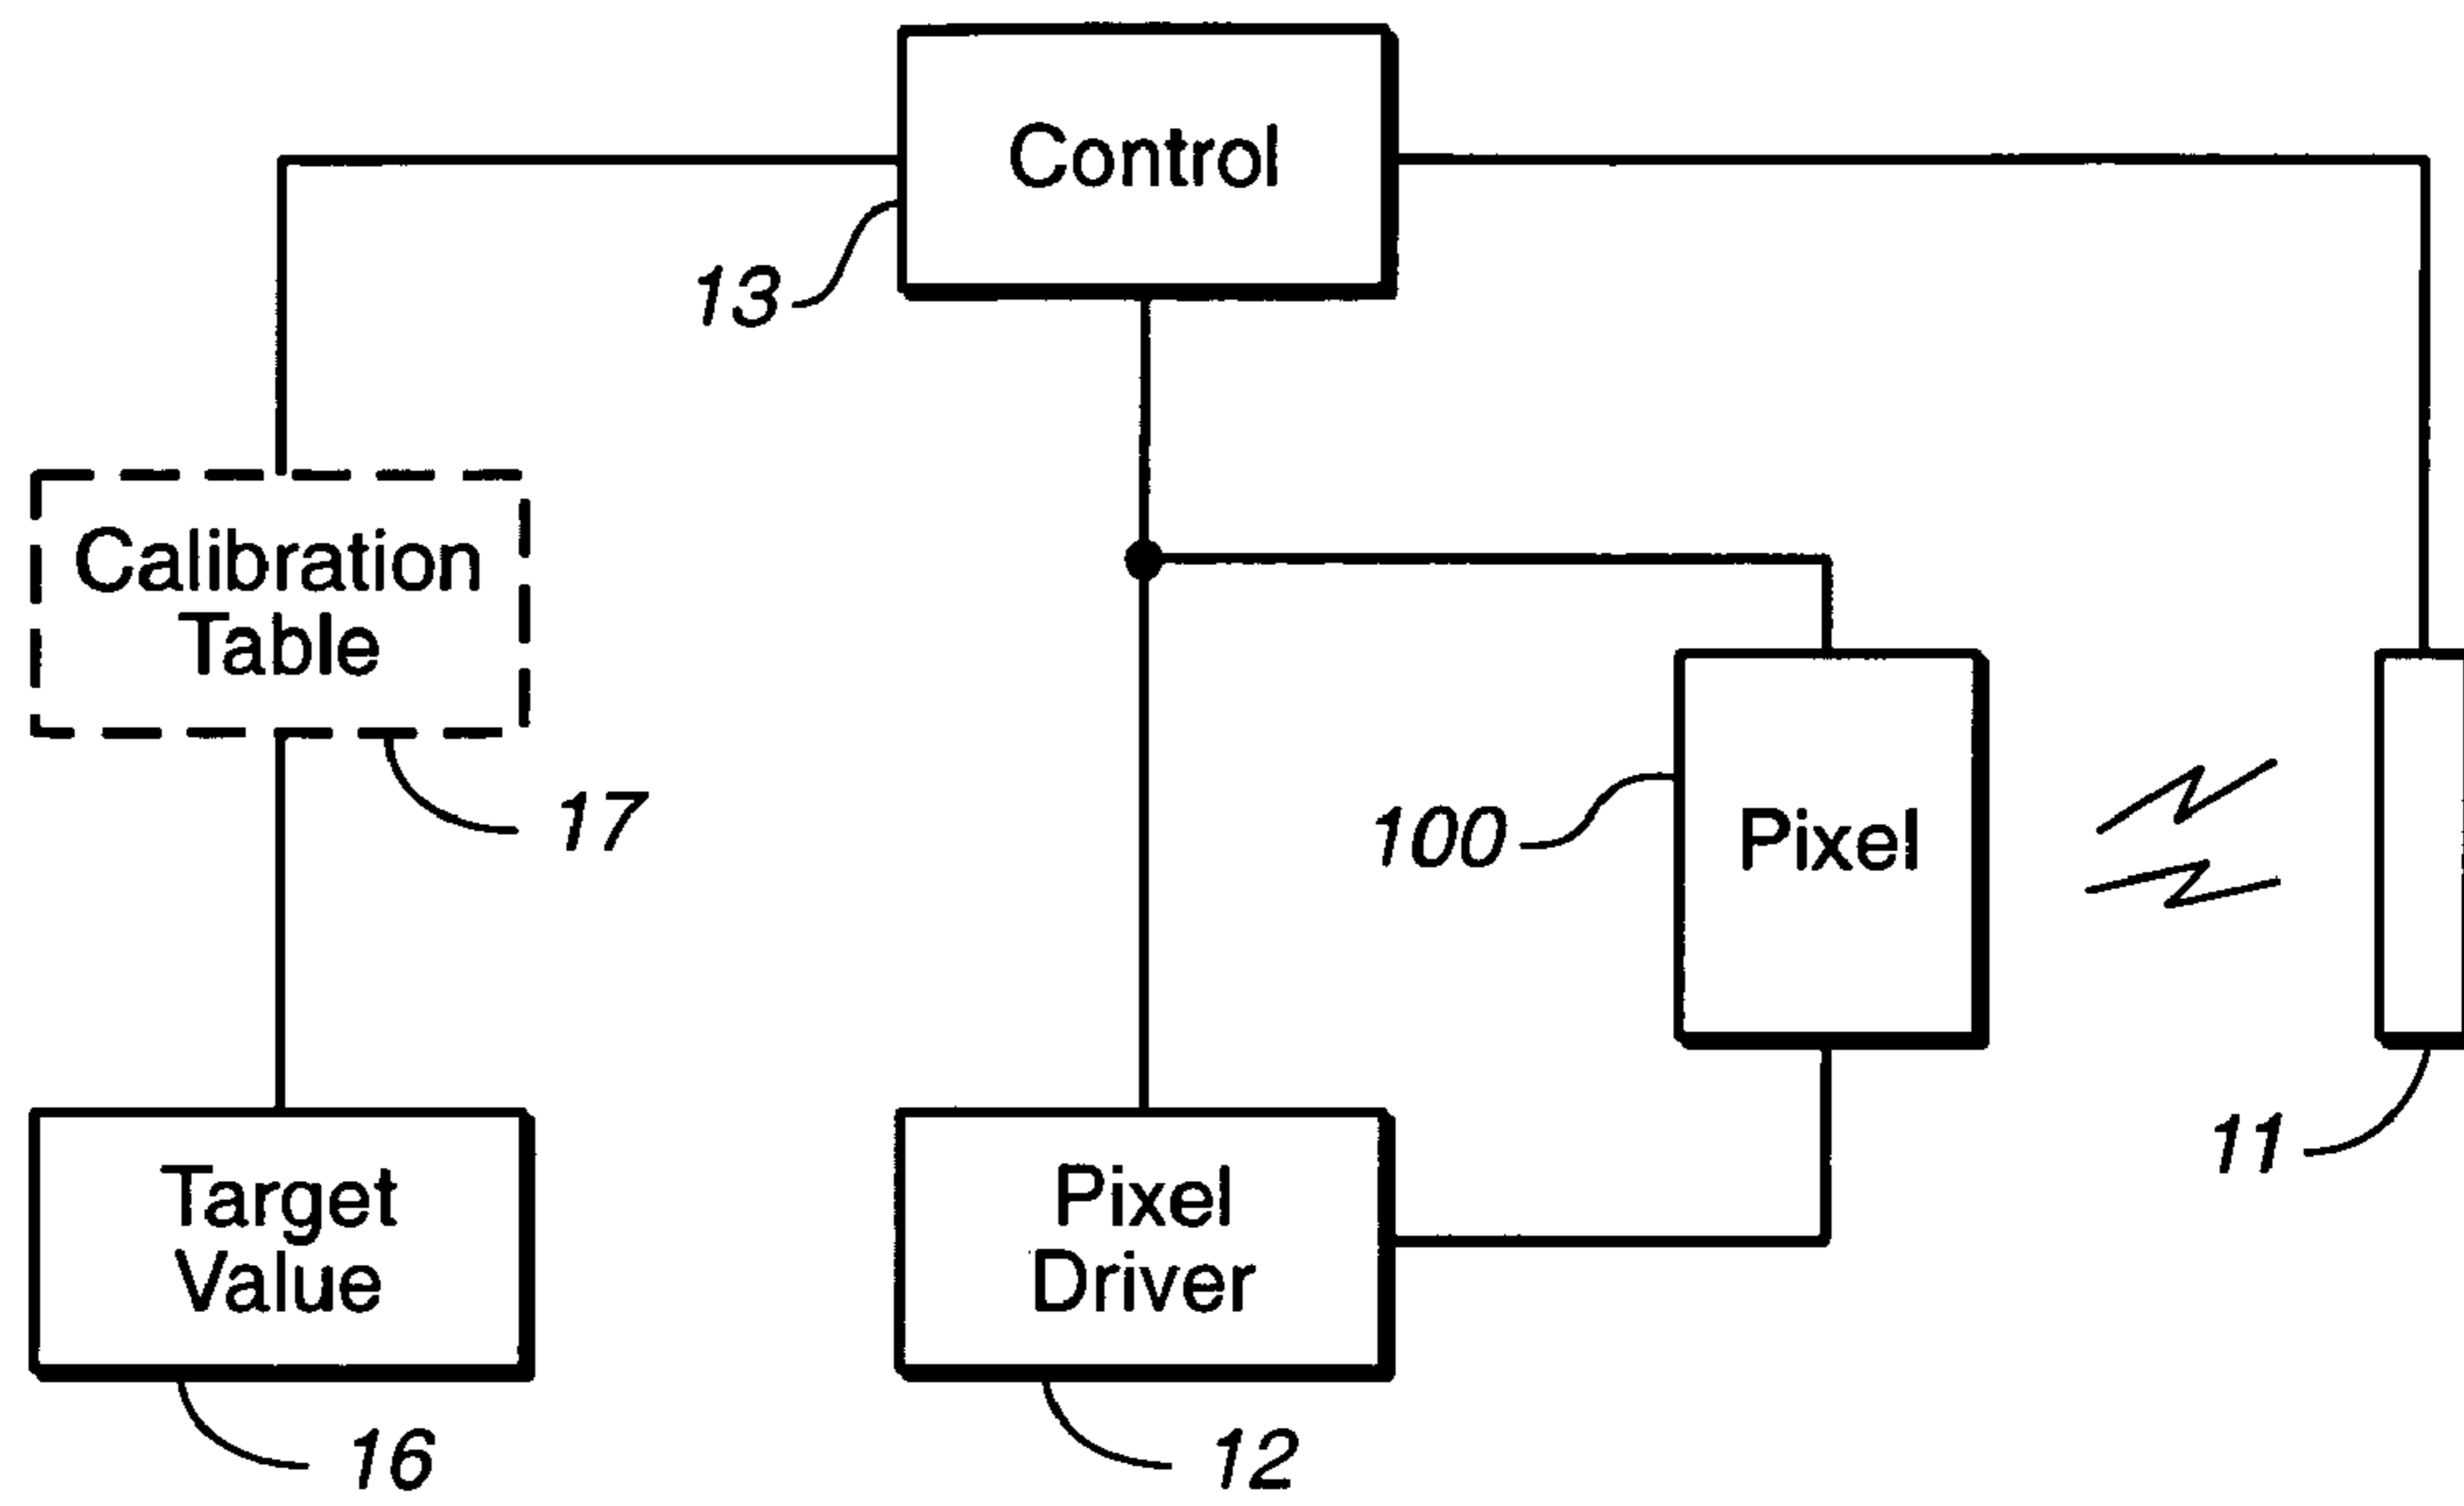 Control
13
Calibration
Table
17
100
Pixel
11
Target
Value
Pixel
Driver
16
12